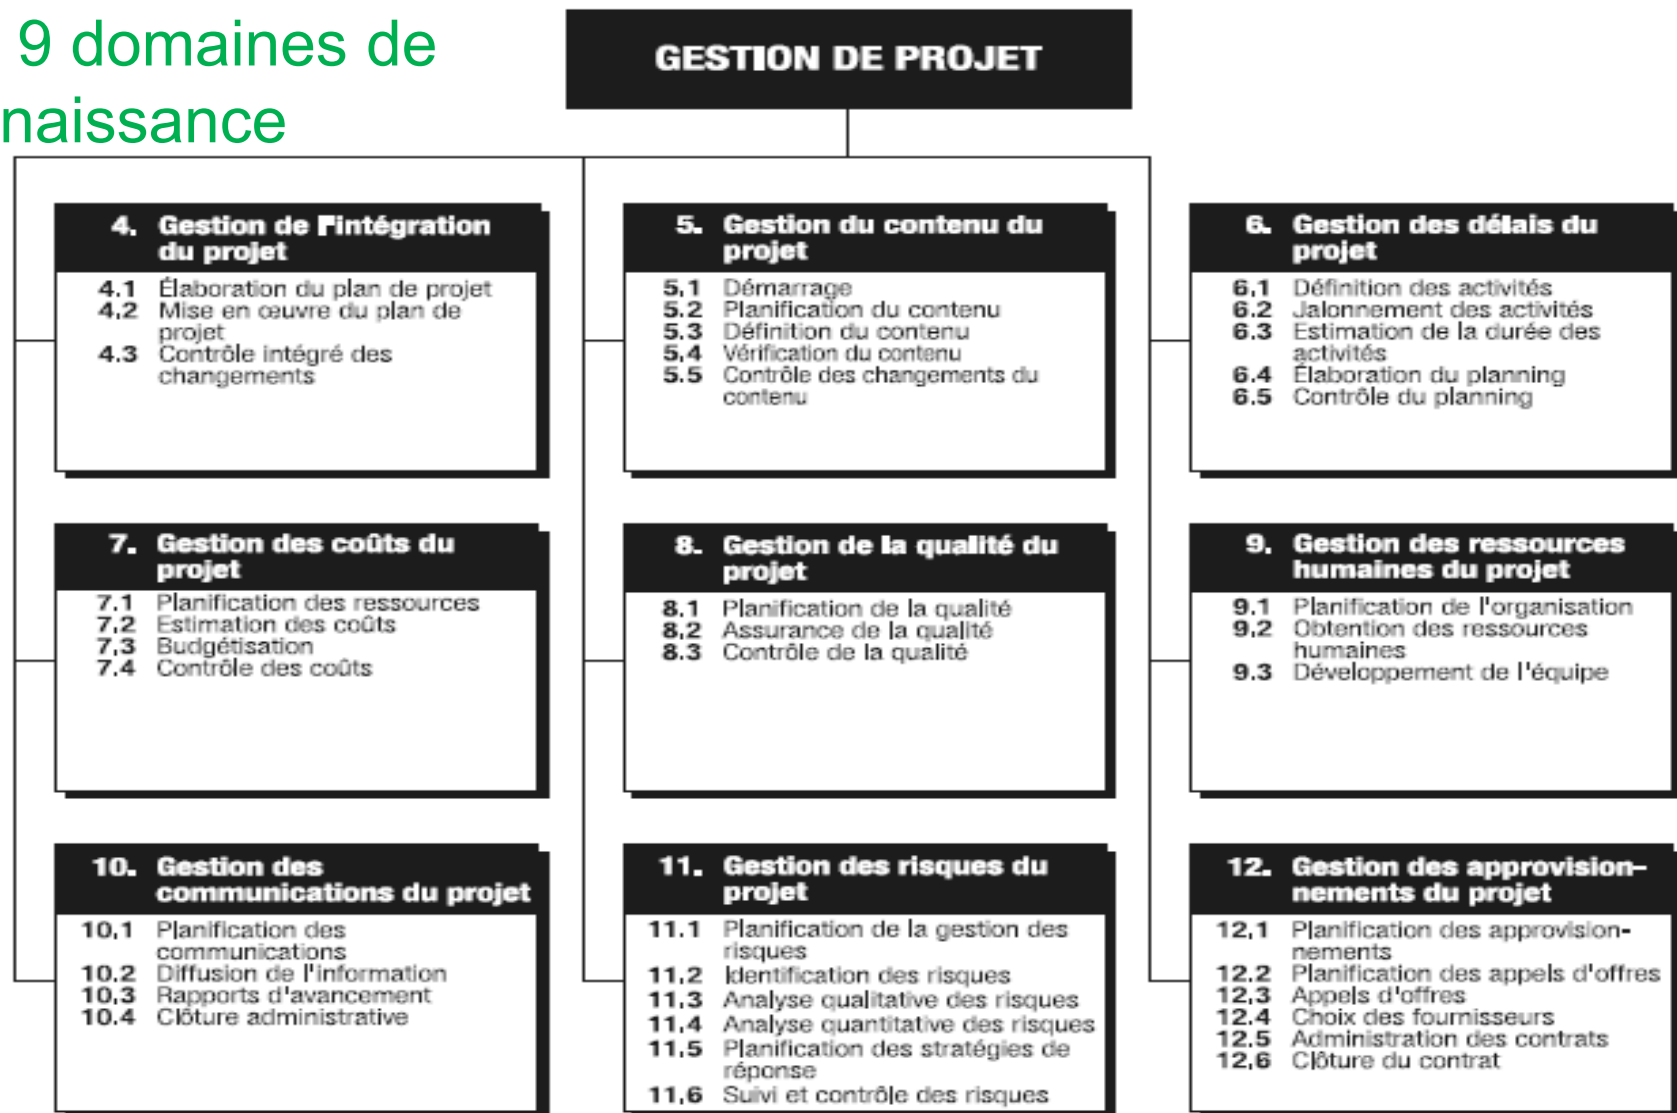 9 domaines de
naissance
GESTION DE PROJET
4. Gestion de l'intégration
du projet
4.1 Élaboration du plan de projet
4.2 Mise en œuvre du plan de
projet
4.3 Contrôle intégré des
changements
5. Gestion du contenu du
projet
5.1 Démarrage
5.2 Planification du contenu
5.3 Définition du contenu
5.4 Vérification du contenu
5.5 Contrôle des changements du
contenu
6. Gestion des délais du
projet
6.1 Définition des activités
6.2 Jalonnement des activités
6.3 Estimation de la durée des
activités
6.4 Élaboration du planning
6.5 Contrôle du planning
7. Gestion des coûts du
projet
7.1 Planification des ressources
7.2 Estimation des coûts
7.3 Budgétisation
7.4 Contrôle des coûts
8. Gestion de la qualité du
projet
8.1 Planification de la qualité
8.2 Assurance de la qualité
8.3 Contrôle de la qualité
9. Gestion des ressources
humaines du projet
9.1 Planification de l'organisation
9.2 Obtention des ressources
humaines
9.3 Développement de l'équipe
10. Gestion des
communications du projet
10.1 Planification des
communications
10.2 Diffusion de l'information
10.3 Rapports d'avancement
10.4 Clôture administrative
11. Gestion des risques du
projet
11.1 Planification de la gestion des
risques
11.2 Identification des risques
11.3 Analyse qualitative des risques
11.4 Analyse quantitative des risques
11.5 Planification des stratégies de
réponse
11.6 Suivi et contrôle des risques
12. Gestion des approvision-
nements du projet
12.1 Planification des approvision-
nements
12.2 Planification des appels d'offres
12.3 Appels d'offres
12.4 Choix des fournisseurs
12.5 Administration des contrats
12.6 Clôture du contrat